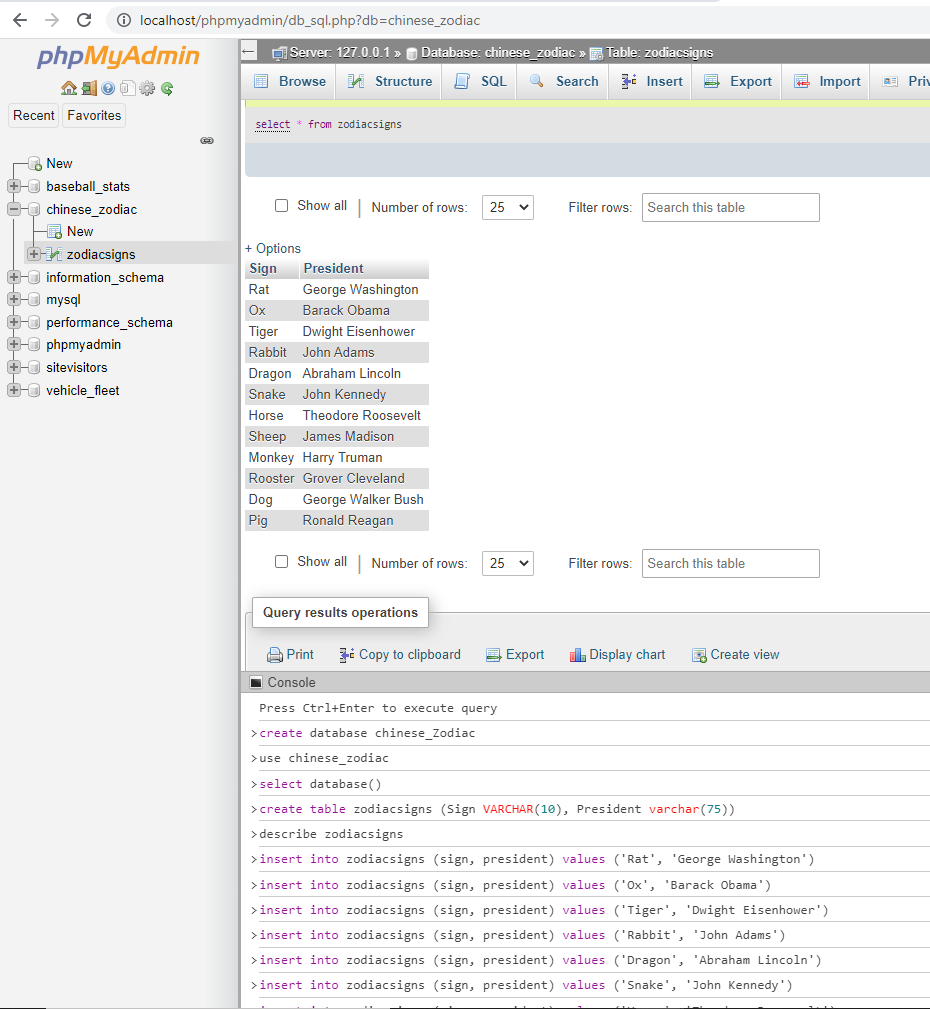 localhost/phpmyadmin/db_sql.php?db=chinese_zodiac
phpMyAdmin
Recent Favorites
New
baseball_stats
chinese_zodiac
New
zodiacsigns
information_schema
mysql
performance_schema
phpmyadmin
sitevisitors
vehicle_fleet
Server: 127.0.0.1 » Database: chinese_zodiac » Table: zodiacsigns
Browse Structure SQL Search Insert Export Import Priv
select * from zodiacsigns
Show all | Number of rows: 25 Filter rows: Search this table
+ Options
Sign President
Rat George Washington
Ox Barack Obama
Tiger Dwight Eisenhower
Rabbit John Adams
Dragon Abraham Lincoln
Snake John Kennedy
Horse Theodore Roosevelt
Sheep James Madison
Monkey Harry Truman
Rooster Grover Cleveland
Dog George Walker Bush
Pig Ronald Reagan
Show all | Number of rows: 25 Filter rows: Search this table
Query results operations
Print Copy to clipboard Export Display chart Create view
Console
Press Ctrl+Enter to execute query
>create database chinese_Zodiac
>use chinese_zodiac
>select database()
>create table zodiacsigns (Sign VARCHAR(10), President varchar(75))
>describe zodiacsigns
>insert into zodiacsigns (sign, president) values ('Rat', 'George Washington')
>insert into zodiacsigns (sign, president) values ('Ox', 'Barack Obama')
>insert into zodiacsigns (sign, president) values ('Tiger', 'Dwight Eisenhower')
>insert into zodiacsigns (sign, president) values ('Rabbit', 'John Adams')
>insert into zodiacsigns (sign, president) values ('Dragon', 'Abraham Lincoln')
>insert into zodiacsigns (sign, president) values ('Snake', 'John Kennedy')